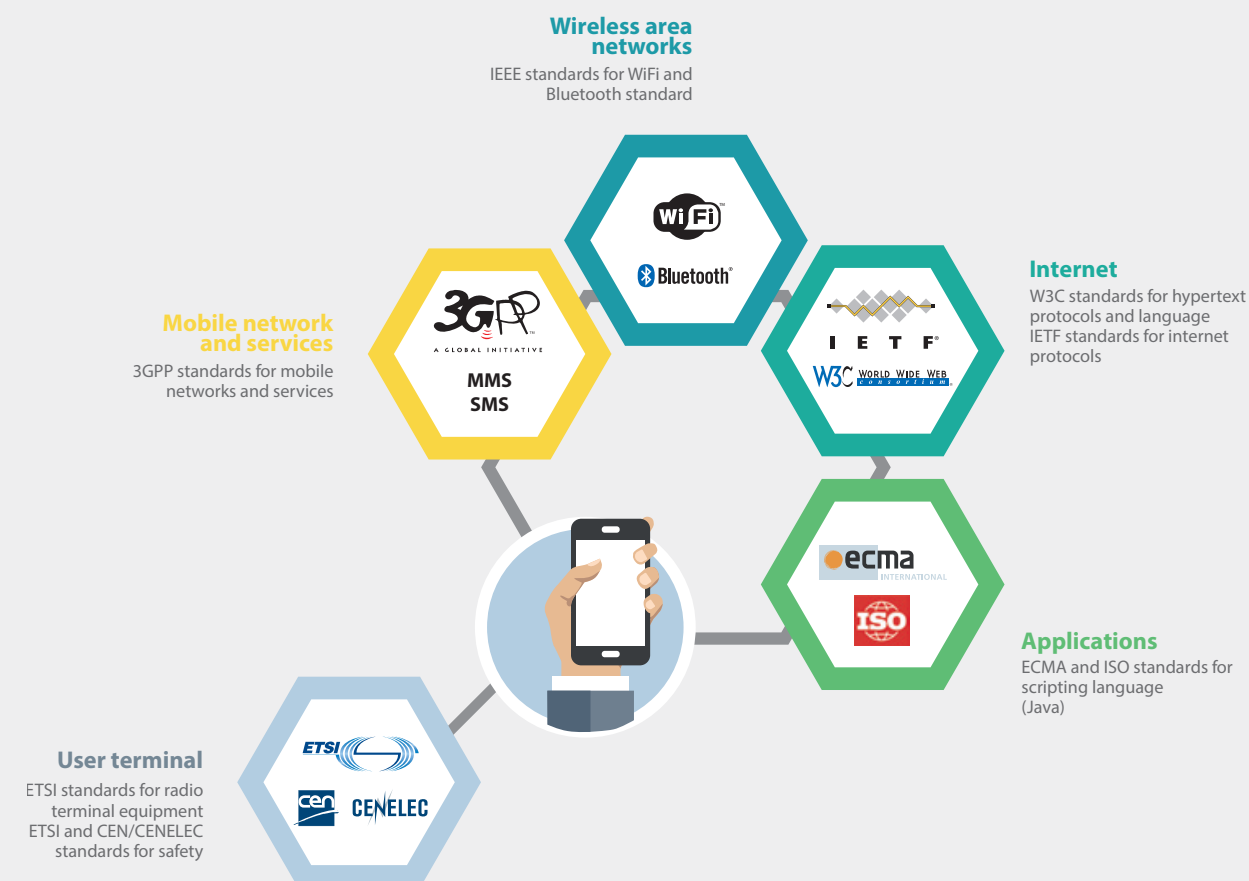 Wireless area
networks
IEEE standards for WiFi and
Bluetooth standard
Wi Fi™
Bluetooth®
3GPP™
A GLOBAL INITIATIVE
MMS
SMS
Mobile network
and services
3GPP standards for mobile
networks and services
I E T F®
W3C WORLD WIDE WEB
consortium
Internet
W3C standards for hypertext
protocols and language
IETF standards for internet
protocols
ecma
INTERNATIONAL
ISO
Applications
ECMA and ISO standards for
scripting language
(Java)
User terminal
ETSI standards for radio
terminal equipment
ETSI and CEN/CENELEC
standards for safety
ETSI
cen
CENELEC